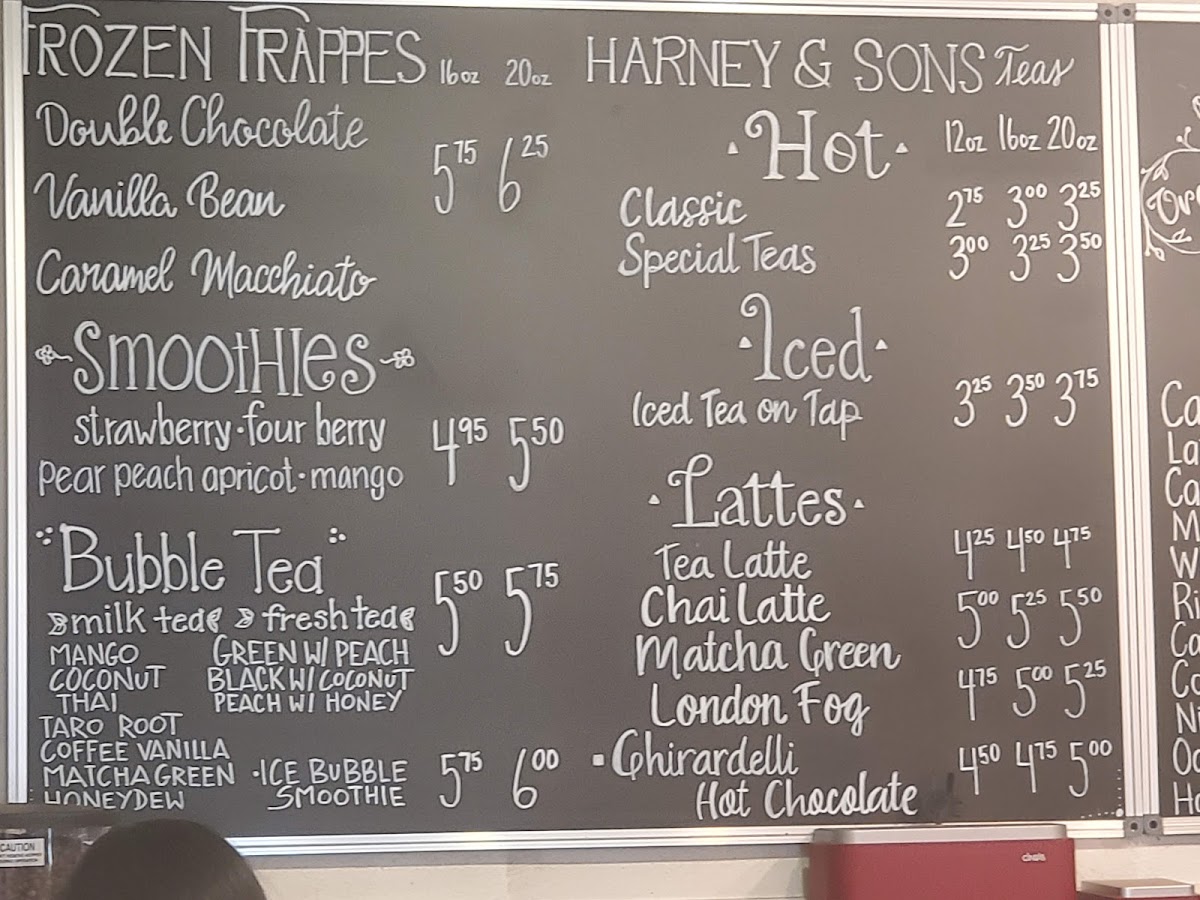 FROZEN FRAPPES 16oz 20oz
Double Chocolate
5.75 6.25
Vanilla Bean
Caramel Macchiato
Smoothies
strawberry · four berry 4.95 5.50
pear peach apricot · mango
Bubble Tea
5.50 5.75
milk tea fresh tea
MANGO GREEN W/ PEACH
COCONUT BLACK W/ COCONUT
THAI PEACH W/ HONEY
TARO ROOT
COFFEE VANILLA
MATCHA GREEN · ICE BUBBLE 5.75 6.00
HONEYDEW SMOOTHIE
HARNEY & SONS Teas
· Hot · 12oz 16oz 20oz
Classic 2.75 3.00 3.25
Special Teas 3.00 3.25 3.50
· Iced ·
Iced Tea on Tap 3.25 3.50 3.75
· Lattes ·
Tea Latte 4.25 4.50 4.75
Chai Latte 5.00 5.25 5.50
Matcha Green
London Fog 4.75 5.00 5.25
Ghirardelli 4.50 4.75 5.00
Hot Chocolate
CAUTION